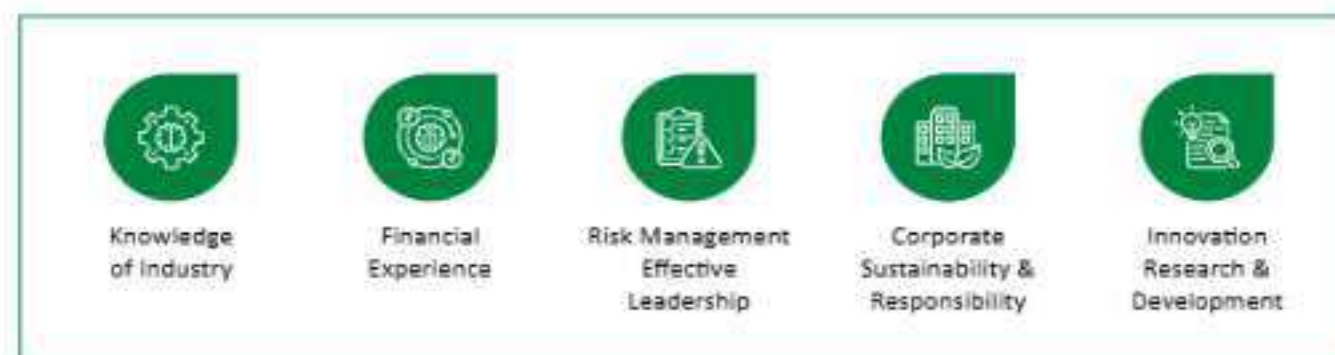 Knowledge
of Industry
Financial
Experience
Risk Management
Effective
Leadership
Corporate
Sustainability &
Responsibility
Innovation
Research &
Development